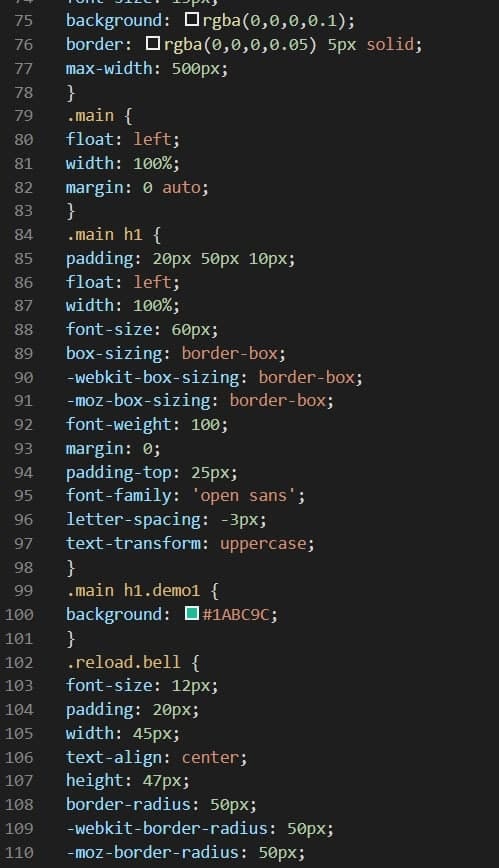 75 background: rgba(0,0,0,0.1);
76 border: rgba(0,0,0,0.05) 5px solid;
77 max-width: 500px;
78 }
79 .main {
80 float: left;
81 width: 100%;
82 margin: 0 auto;
83 }
84 .main h1 {
85 padding: 20px 50px 10px;
86 float: left;
87 width: 100%;
88 font-size: 60px;
89 box-sizing: border-box;
90 -webkit-box-sizing: border-box;
91 -moz-box-sizing: border-box;
92 font-weight: 100;
93 margin: 0;
94 padding-top: 25px;
95 font-family: 'open sans';
96 letter-spacing: -3px;
97 text-transform: uppercase;
98 }
99 .main h1.demo1 {
100 background: #1ABC9C;
101 }
102 .reload.bell {
103 font-size: 12px;
104 padding: 20px;
105 width: 45px;
106 text-align: center;
107 height: 47px;
108 border-radius: 50px;
109 -webkit-border-radius: 50px;
110 -moz-border-radius: 50px;